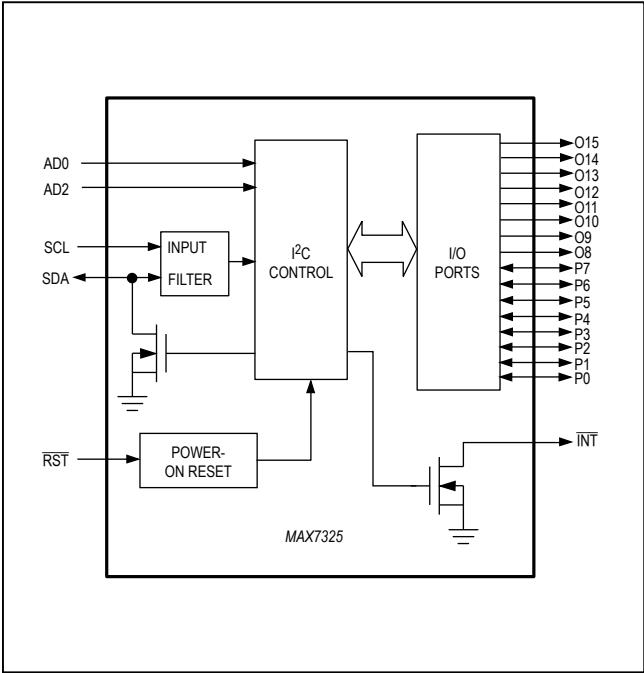 AD0
AD2
SCL
SDA
RST
INPUT
FILTER
I²C
CONTROL
POWER-
ON RESET
I/O
PORTS
O15
O14
O13
O12
O11
O10
O9
O8
P7
P6
P5
P4
P3
P2
P1
P0
INT
MAX7325